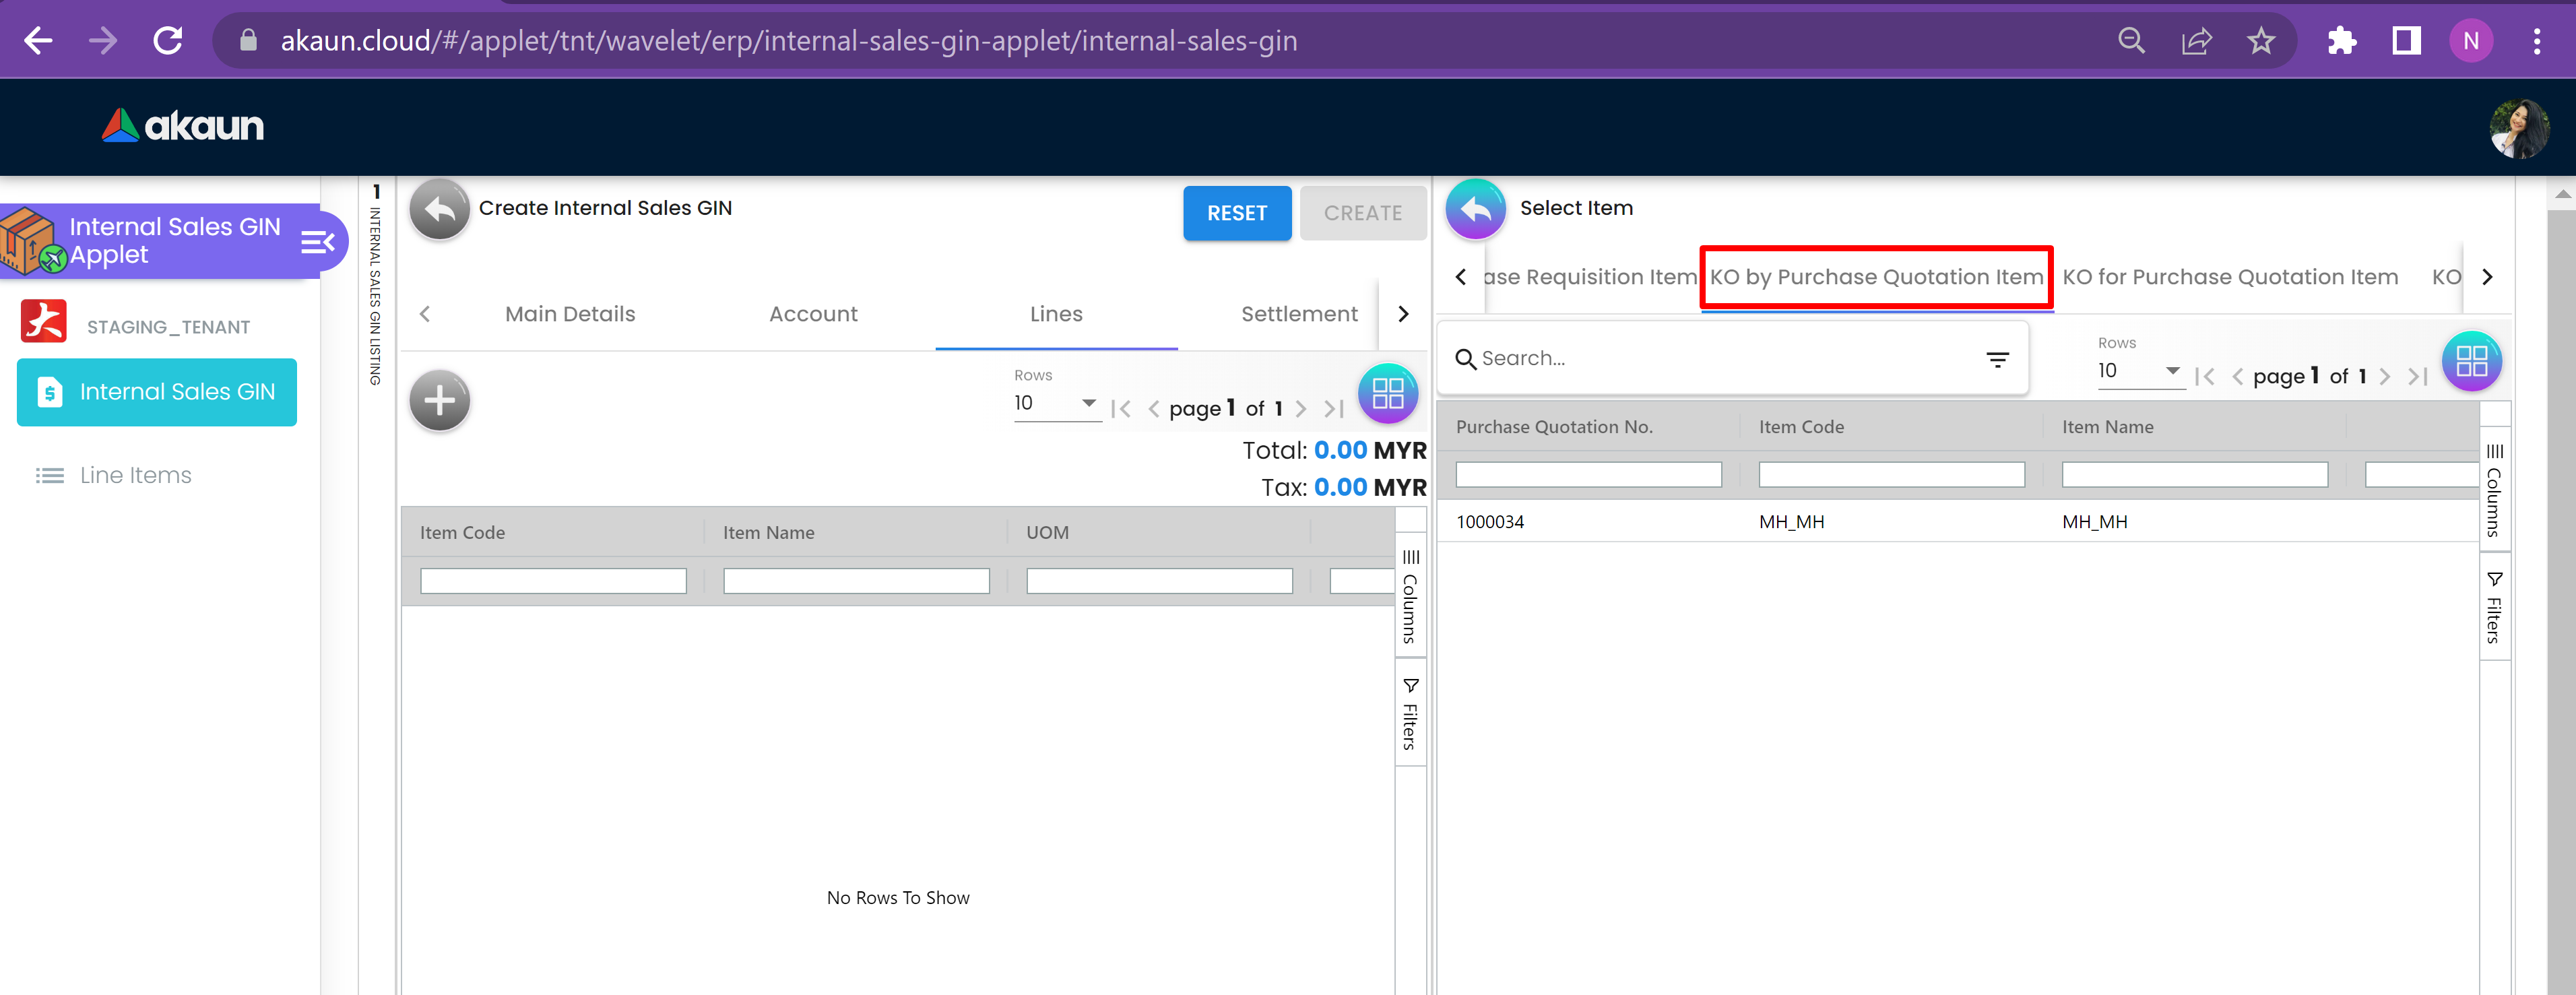 akaun.cloud/#/applet/tnt/wavelet/erp/internal-sales-gin-applet/internal-sales-gin
N
akaun
Internal Sales GIN
Applet
STAGING_TENANT
Internal Sales GIN
Line Items
1 INTERNAL SALES GIN LISTING
Create Internal Sales GIN
RESET
CREATE
Main Details
Account
Lines
Settlement
Rows
10
page 1 of 1
Total: 0.00 MYR
Tax: 0.00 MYR
Item Code
Item Name
UOM
No Rows To Show
Columns
Filters
Select Item
ase Requisition Item
KO by Purchase Quotation Item
KO for Purchase Quotation Item
KO
Search...
Rows
10
page 1 of 1
Purchase Quotation No.
Item Code
Item Name
1000034
MH_MH
MH_MH
Columns
Filters